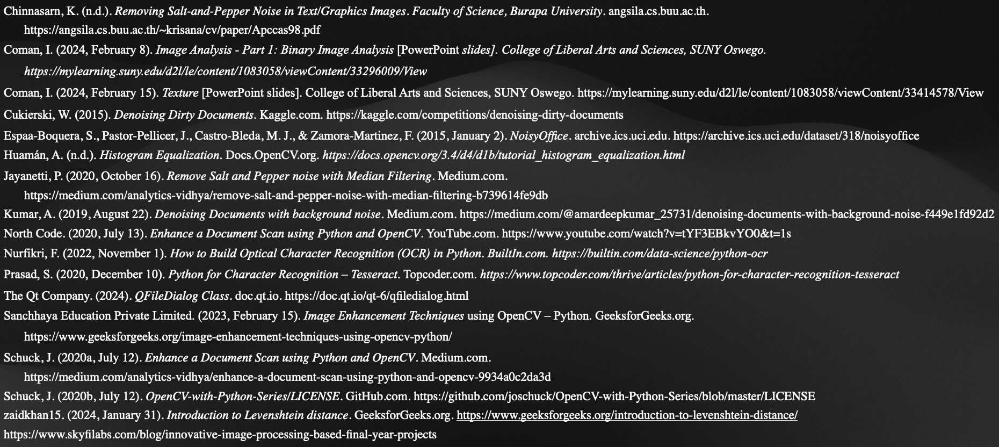 Chinnasarn, K. (n.d.). Removing Salt-and-Pepper Noise in Text/Graphics Images. Faculty of Science, Burapa University. angsila.cs.buu.ac.th.
https://angsila.cs.buu.ac.th/~krisana/cv/paper/Apccas98.pdf
Coman, I. (2024, February 8). Image Analysis - Part 1: Binary Image Analysis [PowerPoint slides]. College of Liberal Arts and Sciences, SUNY Oswego.
https://mylearning.suny.edu/d2l/le/content/1083058/viewContent/33296009/View
Coman, I. (2024, February 15). Texture [PowerPoint slides]. College of Liberal Arts and Sciences, SUNY Oswego. https://mylearning.suny.edu/d2l/le/content/1083058/viewContent/33414578/View
Cukierski, W. (2015). Denoising Dirty Documents. Kaggle.com. https://kaggle.com/competitions/denoising-dirty-documents
Espaa-Boquera, S., Pastor-Pellicer, J., Castro-Bleda, M. J., & Zamora-Martinez, F. (2015, January 2). NoisyOffice. archive.ics.uci.edu. https://archive.ics.uci.edu/dataset/318/noisyoffice
Huamán, A. (n.d.). Histogram Equalization. Docs.OpenCV.org. https://docs.opencv.org/3.4/d4/d1b/tutorial_histogram_equalization.html
Jayanetti, P. (2020, October 16). Remove Salt and Pepper noise with Median Filtering. Medium.com.
https://medium.com/analytics-vidhya/remove-salt-and-pepper-noise-with-median-filtering-b739614fe9db
Kumar, A. (2019, August 22). Denoising Documents with background noise. Medium.com. https://medium.com/@amardeepkumar_25731/denoising-documents-with-background-noise-f449e1fd92d2
North Code. (2020, July 13). Enhance a Document Scan using Python and OpenCV. YouTube.com. https://www.youtube.com/watch?v=tYF3EBkvYO0&t=1s
Nurfikri, F. (2022, November 1). How to Build Optical Character Recognition (OCR) in Python. BuiltIn.com. https://builtin.com/data-science/python-ocr
Prasad, S. (2020, December 10). Python for Character Recognition – Tesseract. Topcoder.com. https://www.topcoder.com/thrive/articles/python-for-character-recognition-tesseract
The Qt Company. (2024). QFileDialog Class. doc.qt.io. https://doc.qt.io/qt-6/qfiledialog.html
Sanchhaya Education Private Limited. (2023, February 15). Image Enhancement Techniques using OpenCV – Python. GeeksforGeeks.org.
https://www.geeksforgeeks.org/image-enhancement-techniques-using-opencv-python/
Schuck, J. (2020a, July 12). Enhance a Document Scan using Python and OpenCV. Medium.com.
https://medium.com/analytics-vidhya/enhance-a-document-scan-using-python-and-opencv-9934a0c2da3d
Schuck, J. (2020b, July 12). OpenCV-with-Python-Series/LICENSE. GitHub.com. https://github.com/joschuck/OpenCV-with-Python-Series/blob/master/LICENSE
zaidkhan15. (2024, January 31). Introduction to Levenshtein distance. GeeksforGeeks.org. https://www.geeksforgeeks.org/introduction-to-levenshtein-distance/
https://www.skyfilabs.com/blog/innovative-image-processing-based-final-year-projects